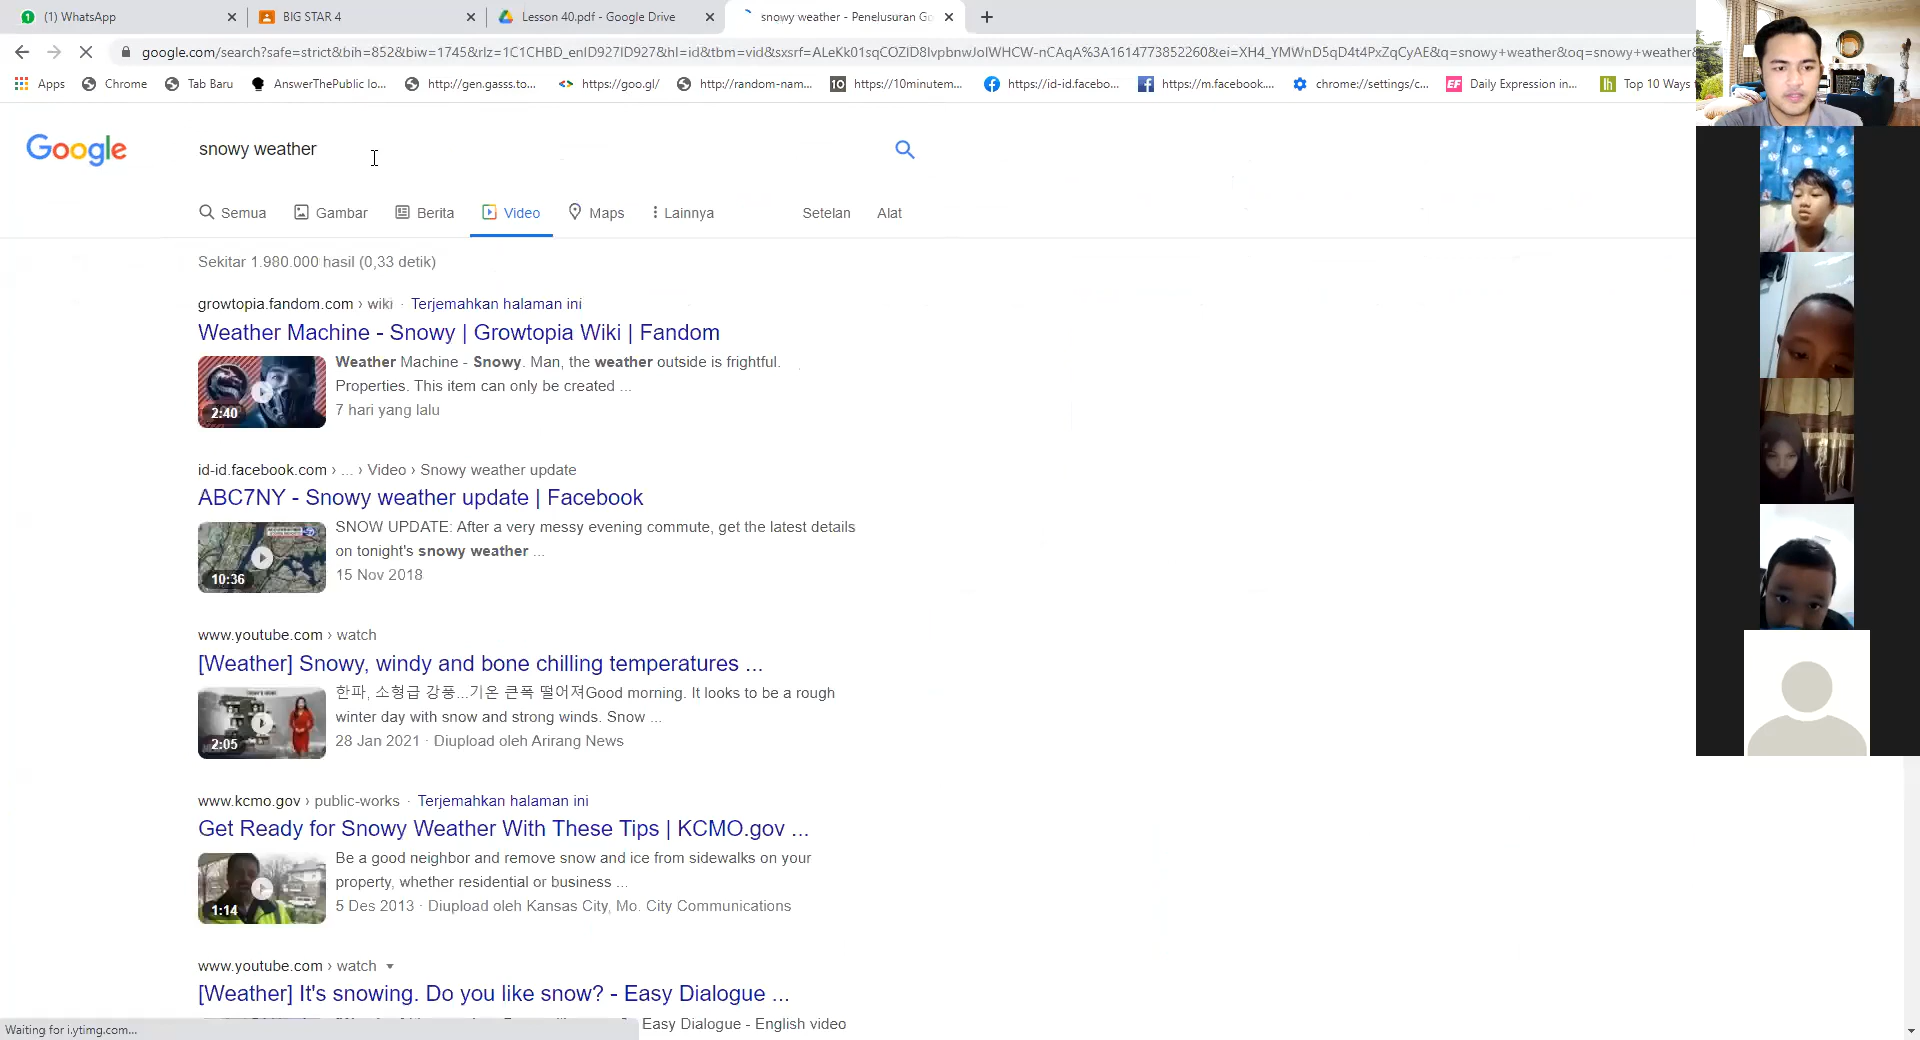 (1) WhatsApp
BIG STAR 4
Lesson 40.pdf - Google Drive
snowy weather - Penelusuran Go
google.com/search?safe=strict&bih=852&biw=1745&rlz=1C1CHBD_enID927ID927&hl=id&tbm=vid&sxsrf=ALeKk01sqCOZlD8lvpbnwJolWHCW-nCAqA%3A1614773852260&ei=XH4_YMWnD5qD4t4PxZqCyAE&q=snowy+weather&oq=snowy+weather&
Apps Chrome Tab Baru AnswerThePublic lo... http://gen.gasss.to... https://goo.gl/ http://random-nam... 10 https://10minutem... https://id-id.facebo... https://m.facebook.... chrome://settings/c... EF Daily Expression in... lh Top 10 Ways
Google
snowy weather
Semua Gambar Berita Video Maps Lainnya Setelan Alat
Sekitar 1.980.000 hasil (0,33 detik)
growtopia.fandom.com › wiki · Terjemahkan halaman ini
Weather Machine - Snowy | Growtopia Wiki | Fandom
Weather Machine - Snowy. Man, the weather outside is frightful.
Properties. This item can only be created ...
2:40
7 hari yang lalu
id-id.facebook.com › ... › Video › Snowy weather update
ABC7NY - Snowy weather update | Facebook
SNOW UPDATE: After a very messy evening commute, get the latest details
on tonight's snowy weather ...
10:36
15 Nov 2018
www.youtube.com › watch
[Weather] Snowy, windy and bone chilling temperatures ...
한파, 소형급 강풍...기온 큰폭 떨어져Good morning. It looks to be a rough
winter day with snow and strong winds. Snow ...
2:05
28 Jan 2021 · Diupload oleh Arirang News
www.kcmo.gov › public-works · Terjemahkan halaman ini
Get Ready for Snowy Weather With These Tips | KCMO.gov ...
Be a good neighbor and remove snow and ice from sidewalks on your
property, whether residential or business ...
1:14
5 Des 2013 · Diupload oleh Kansas City, Mo. City Communications
www.youtube.com › watch
[Weather] It's snowing. Do you like snow? - Easy Dialogue ...
Easy Dialogue - English video
Waiting for i.ytimg.com...